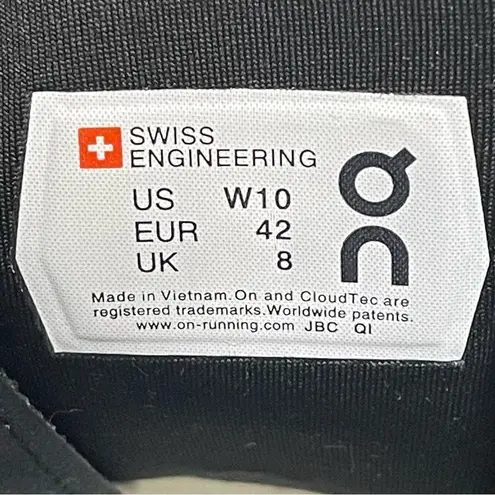 SWISS
ENGINEERING
US W10
EUR 42
UK 8
Made in Vietnam.On and CloudTec are
registered trademarks.Worldwide patents.
www.on-running.com JBC QI